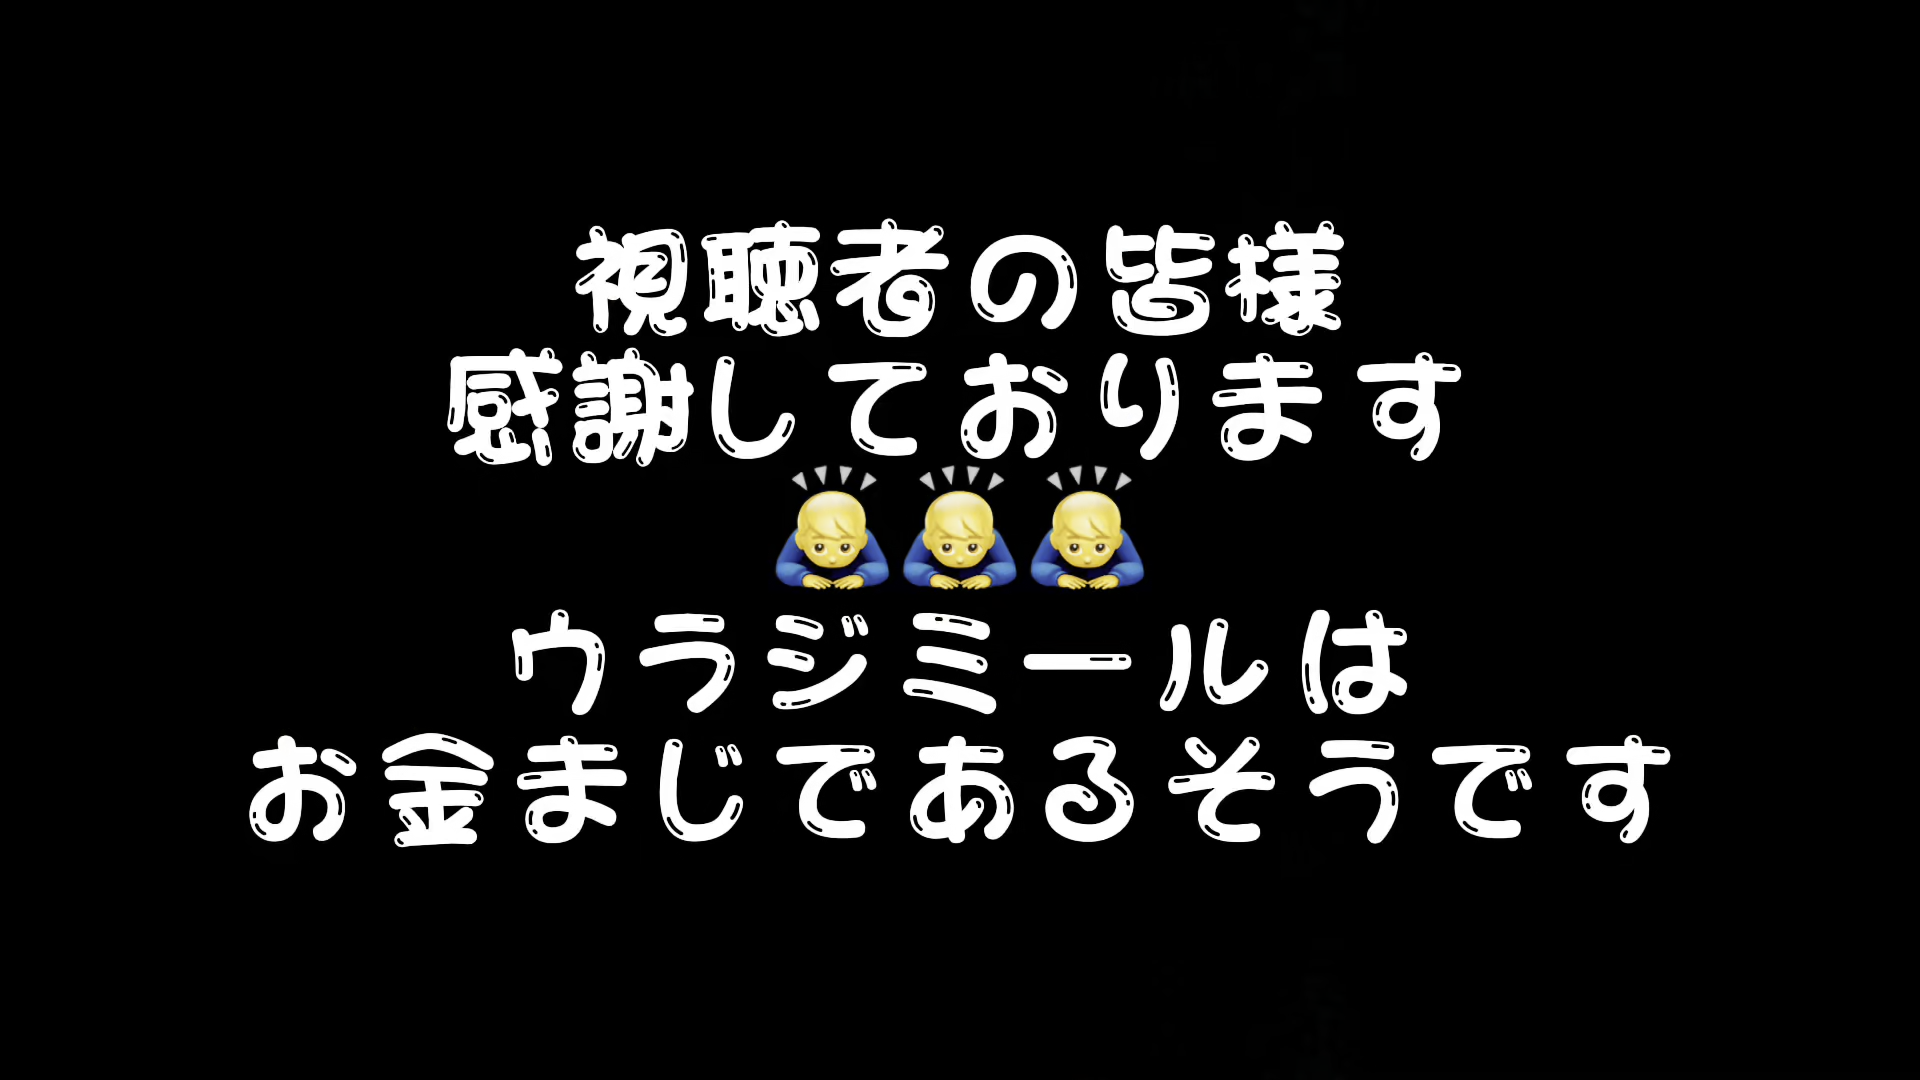 視聴者の皆様
感謝しております
🙇‍♂️🙇‍♂️🙇‍♂️
ウラジミールは
お金まじであるそうです